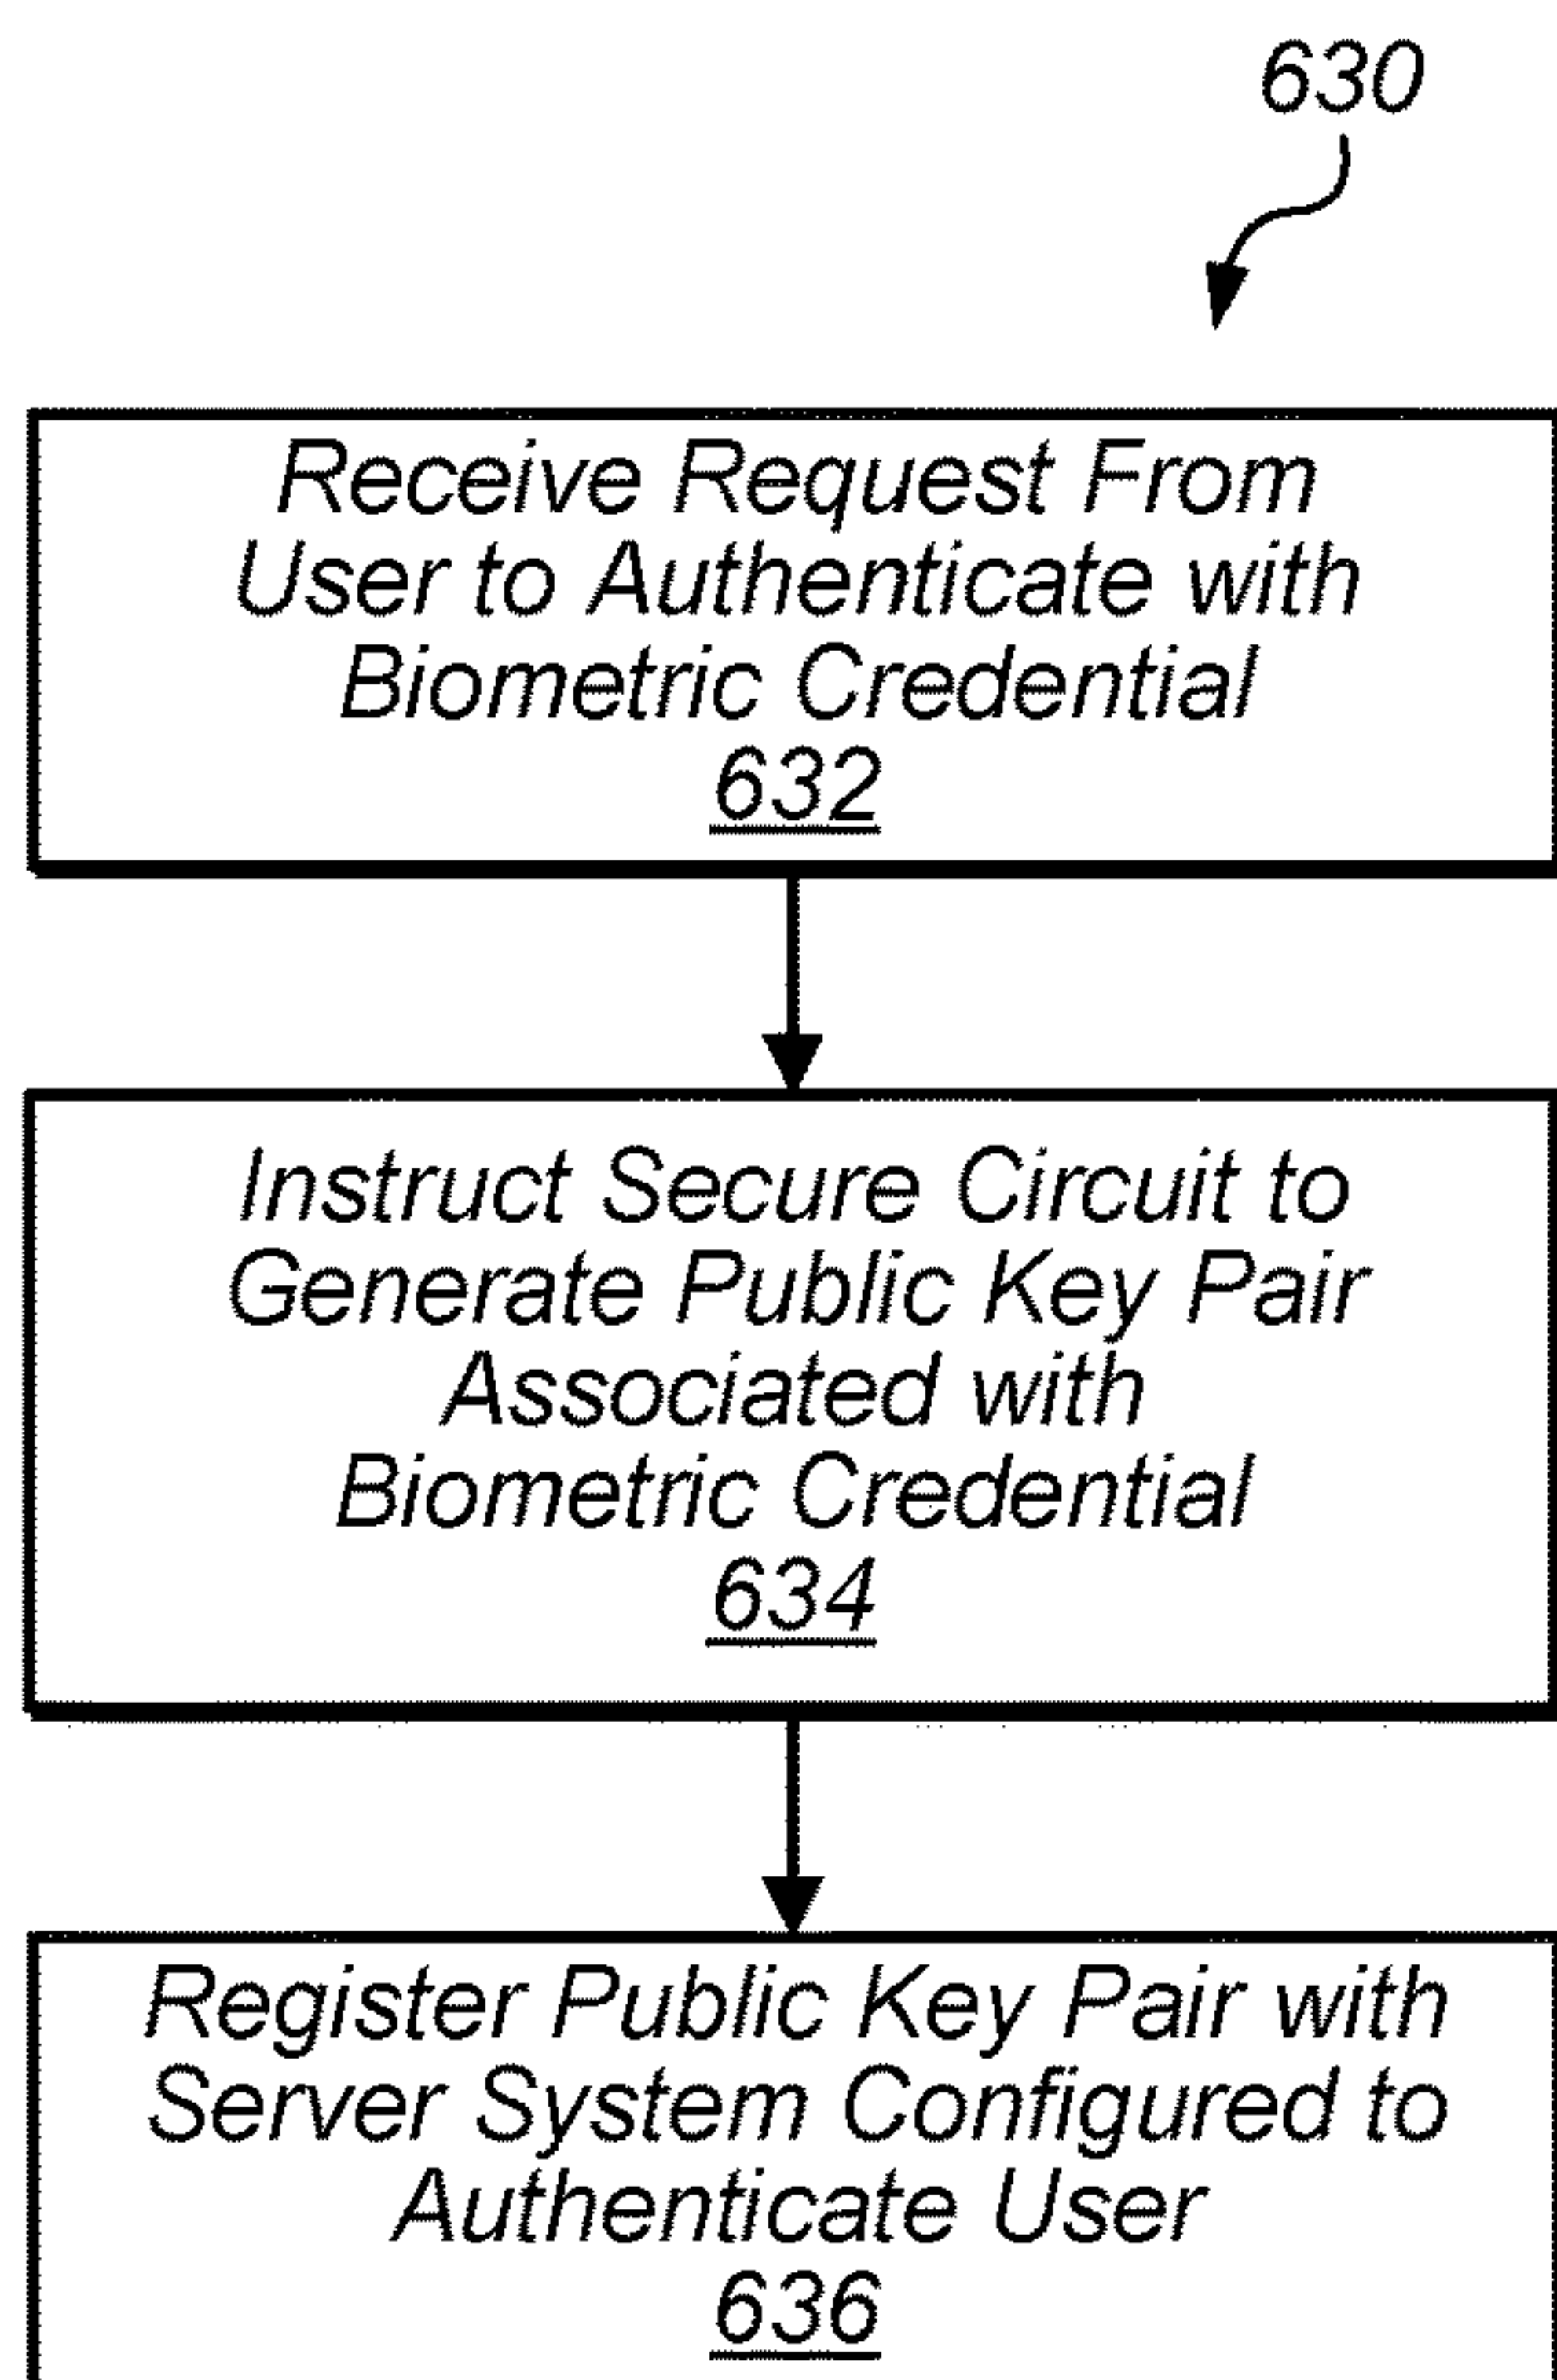 630
Receive Request From
User to Authenticate with
Biometric Credential
632
Instruct Secure Circuit to
Generate Public Key Pair
Associated with
Biometric Credential
634
Register Public Key Pair with
Server System Configured to
Authenticate User
636